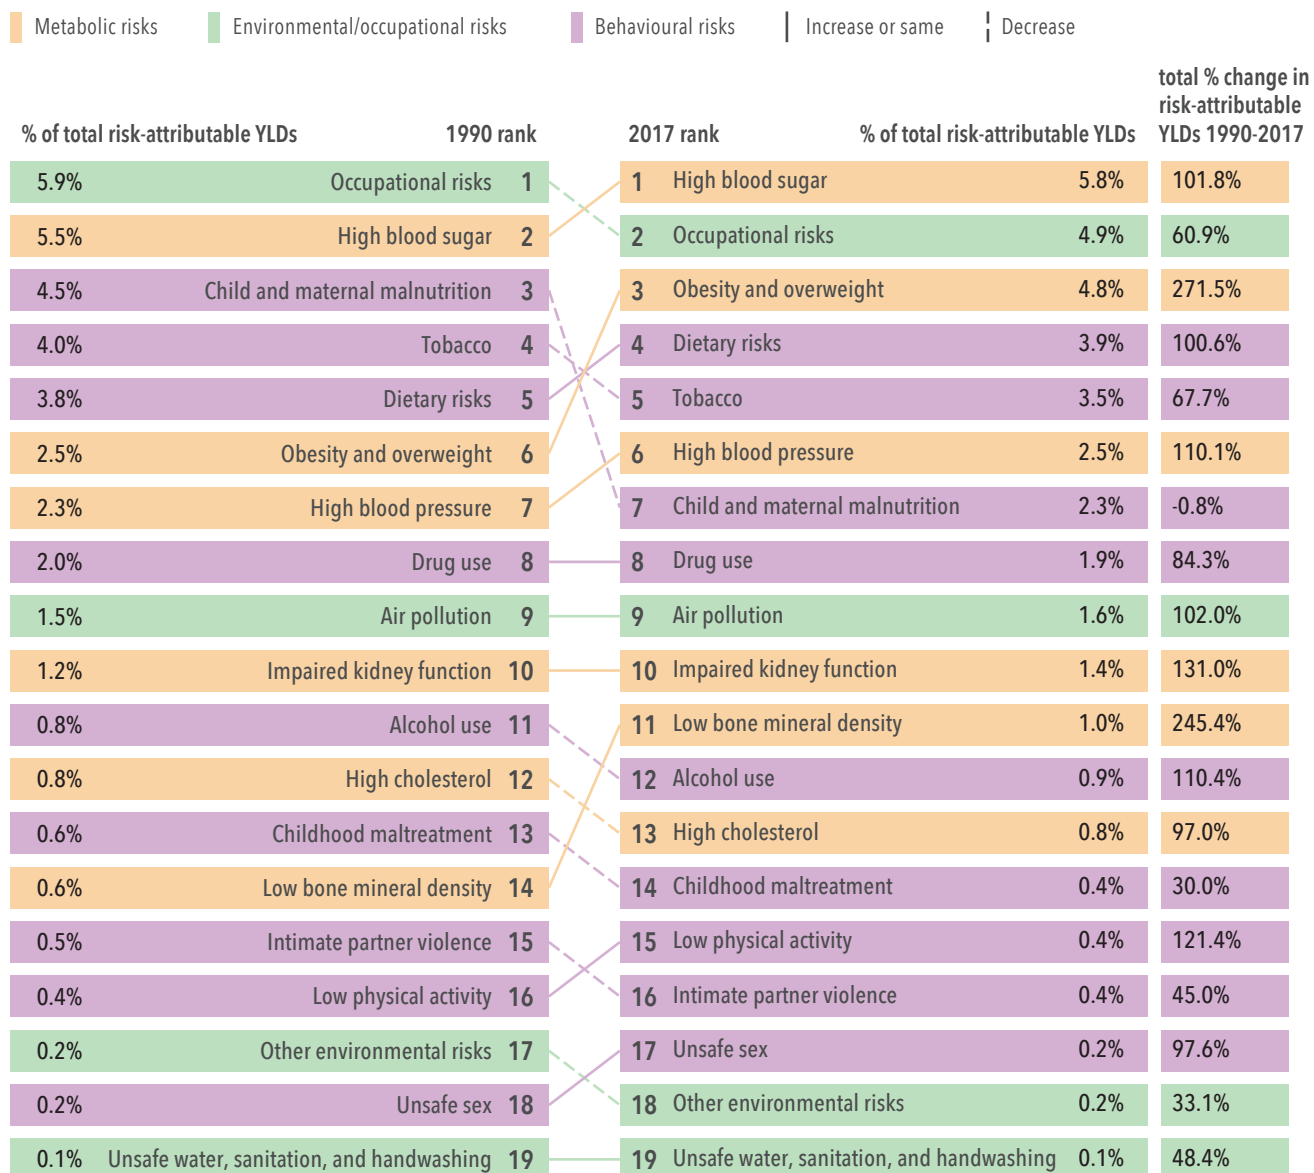 Metabolic risks Environmental/occupational risks Behavioural risks Increase or same Decrease
total % change in
risk-attributable
% of total risk-attributable YLDs 1990 rank 2017 rank % of total risk-attributable YLDs YLDs 1990-2017
5.9% Occupational risks 1 1 High blood sugar 5.8% 101.8%
5.5% High blood sugar 2 2 Occupational risks 4.9% 60.9%
4.5% Child and maternal malnutrition 3 3 Obesity and overweight 4.8% 271.5%
4.0% Tobacco 4 4 Dietary risks 3.9% 100.6%
3.8% Dietary risks 5 5 Tobacco 3.5% 67.7%
2.5% Obesity and overweight 6 6 High blood pressure 2.5% 110.1%
2.3% High blood pressure 7 7 Child and maternal malnutrition 2.3% -0.8%
2.0% Drug use 8 8 Drug use 1.9% 84.3%
1.5% Air pollution 9 9 Air pollution 1.6% 102.0%
1.2% Impaired kidney function 10 10 Impaired kidney function 1.4% 131.0%
0.8% Alcohol use 11 11 Low bone mineral density 1.0% 245.4%
0.8% High cholesterol 12 12 Alcohol use 0.9% 110.4%
0.6% Childhood maltreatment 13 13 High cholesterol 0.8% 97.0%
0.6% Low bone mineral density 14 14 Childhood maltreatment 0.4% 30.0%
0.5% Intimate partner violence 15 15 Low physical activity 0.4% 121.4%
0.4% Low physical activity 16 16 Intimate partner violence 0.4% 45.0%
0.2% Other environmental risks 17 17 Unsafe sex 0.2% 97.6%
0.2% Unsafe sex 18 18 Other environmental risks 0.2% 33.1%
0.1% Unsafe water, sanitation, and handwashing 19 19 Unsafe water, sanitation, and handwashing 0.1% 48.4%